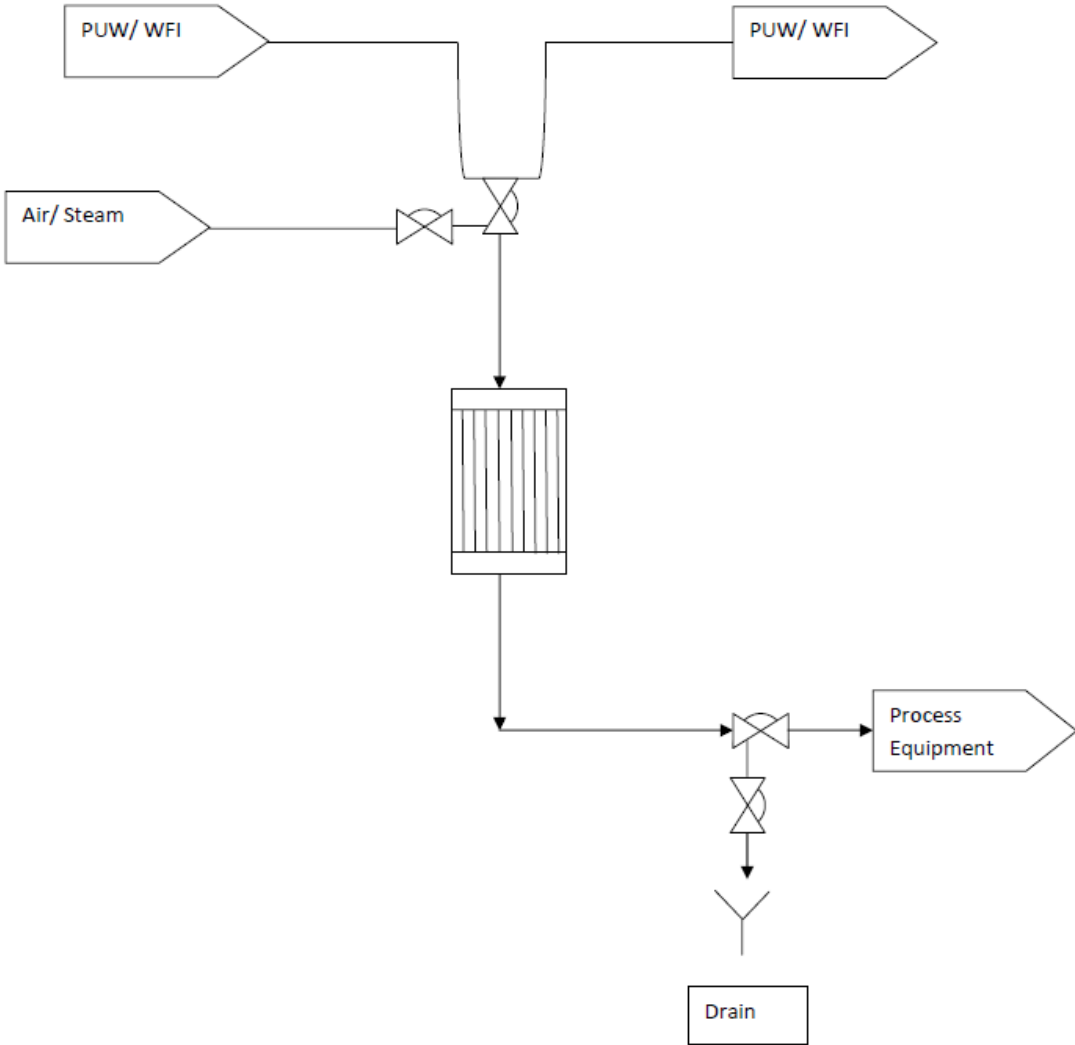 PUW/ WFI
PUW/ WFI
Air/ Steam
Process
Equipment
Drain